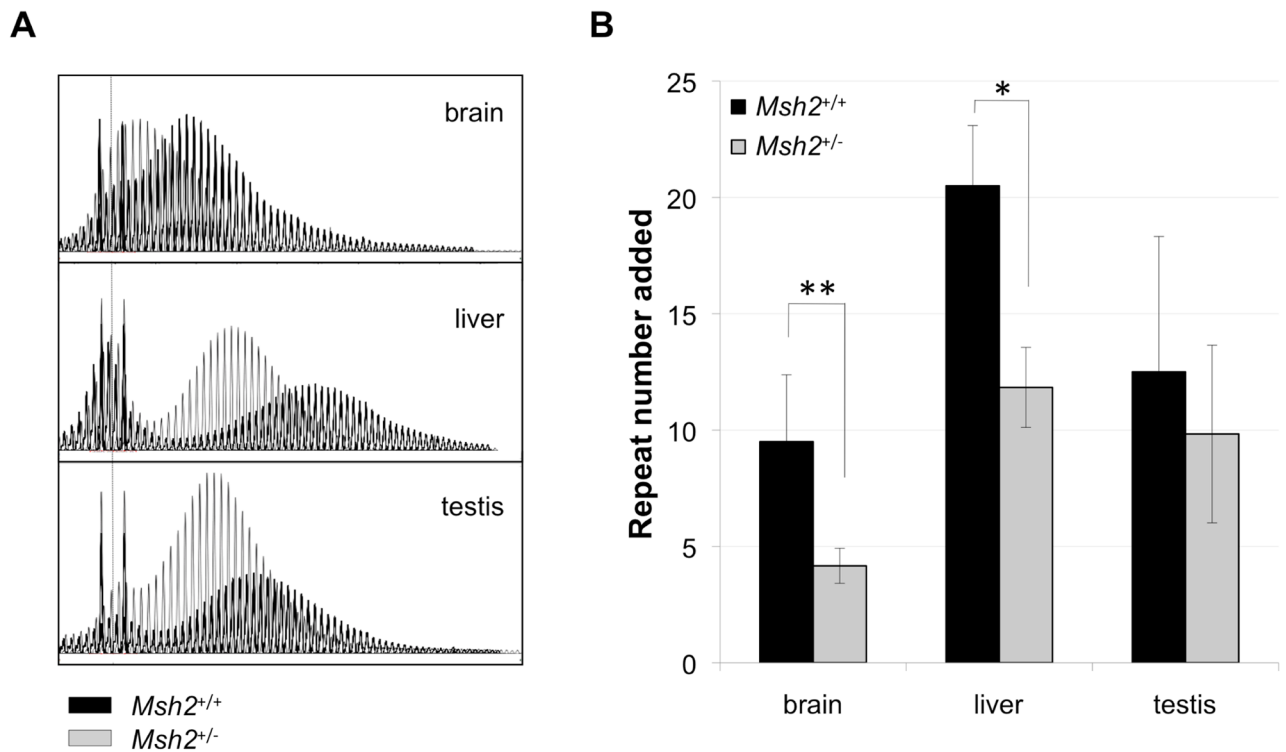 A
brain
liver
testis
Msh2+/+
Msh2+/-
B
25
20
15
10
5
0
Repeat number added
Msh2+/+
Msh2+/-
**
*
brain liver testis